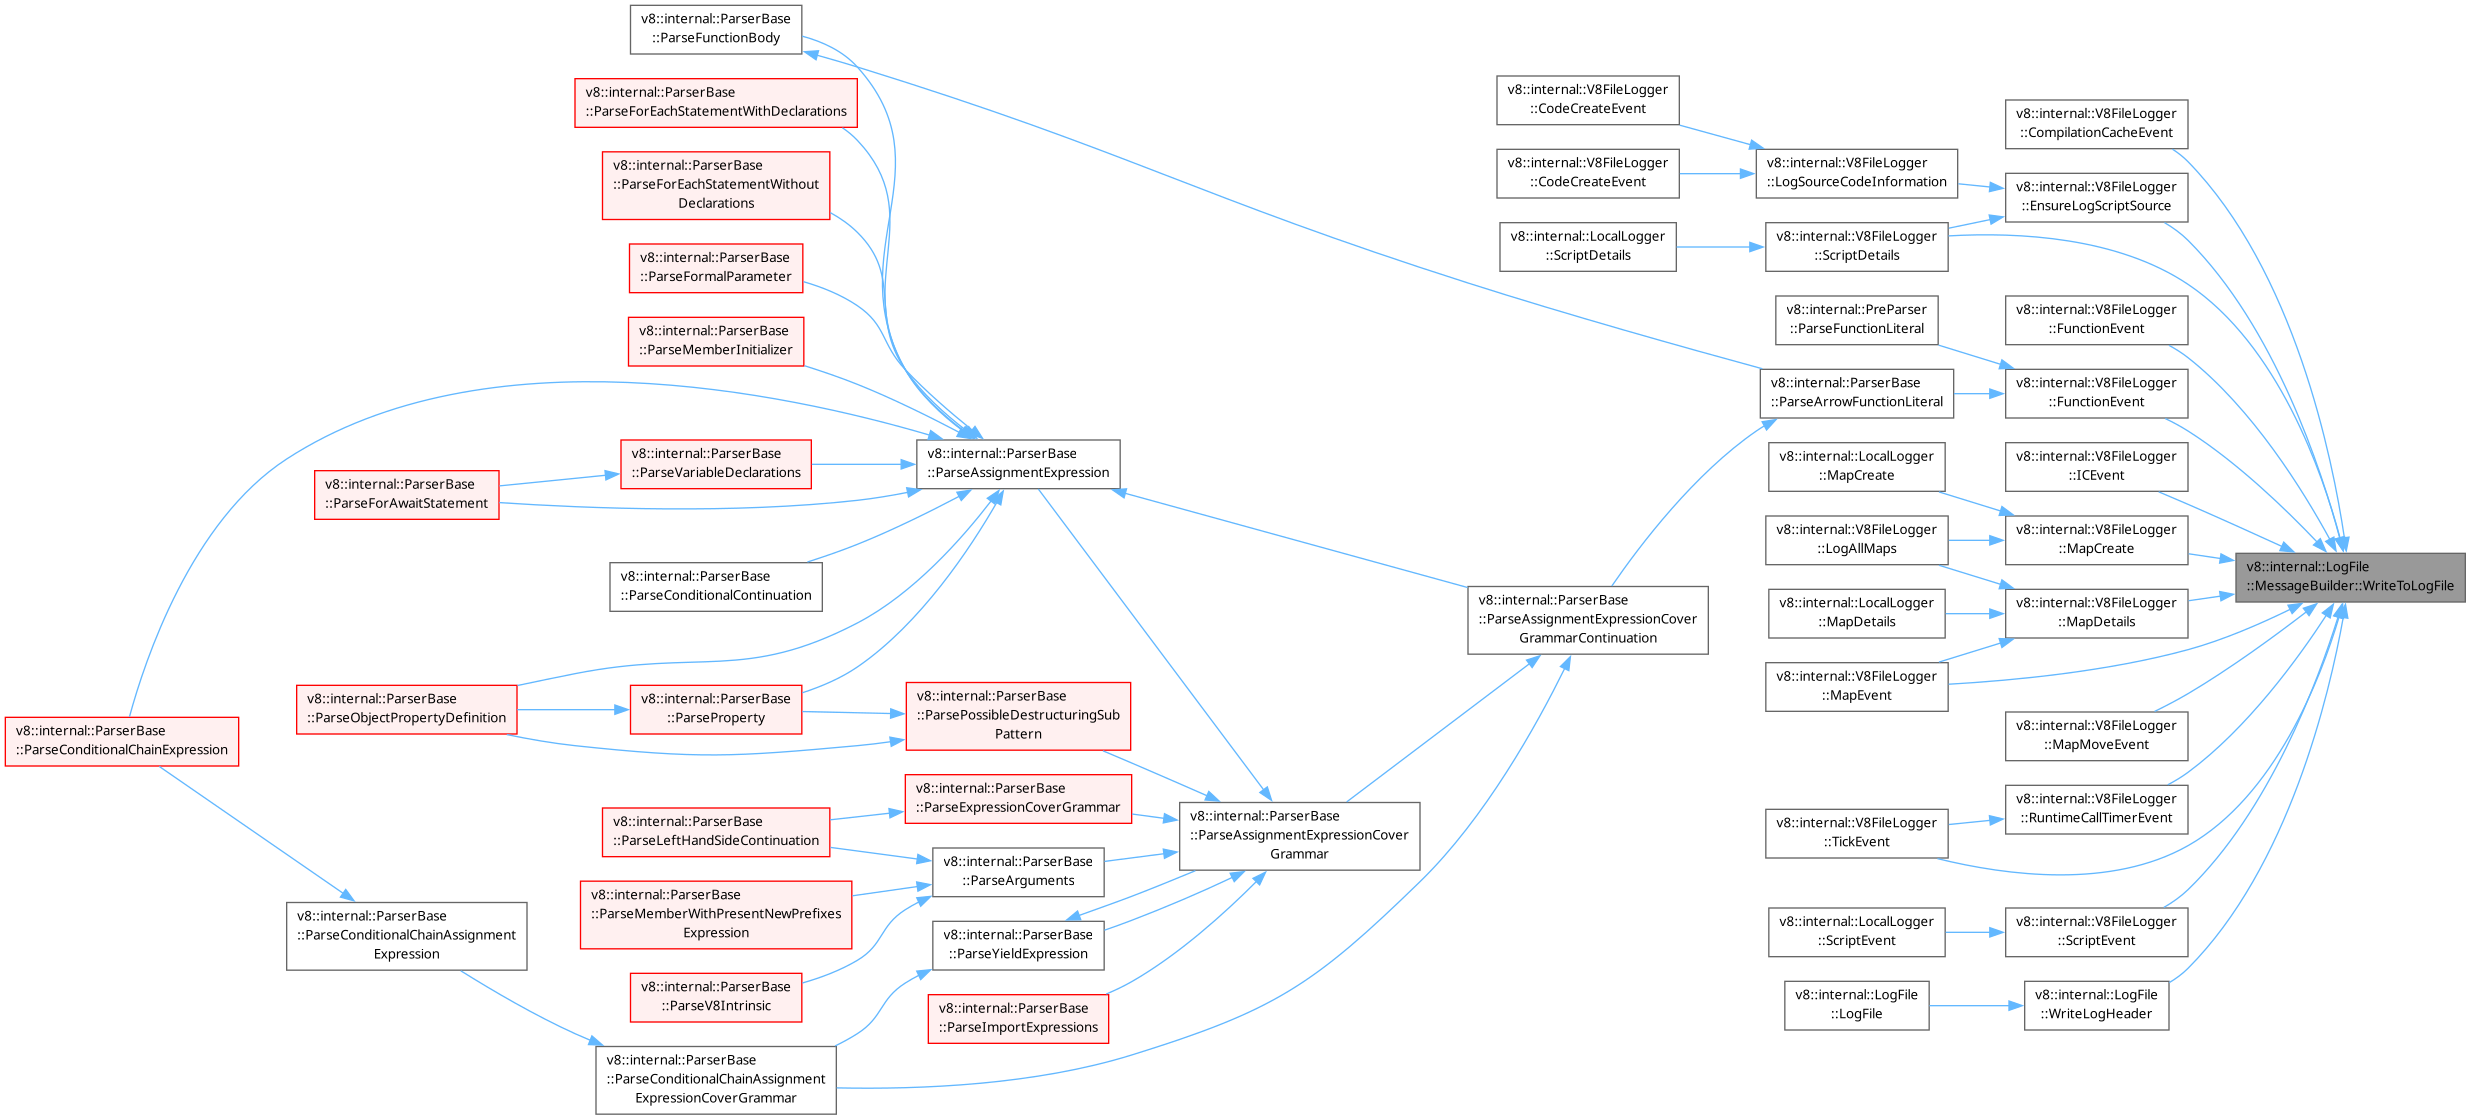 v8::internal::ParserBase
::ParseFunctionBody
v8::internal::ParserBase
::ParseForEachStatementWithDeclarations
v8::internal::ParserBase
::ParseForEachStatementWithout
Declarations
v8::internal::ParserBase
::ParseFormalParameter
v8::internal::ParserBase
::ParseMemberInitializer
v8::internal::ParserBase
::ParseVariableDeclarations
v8::internal::ParserBase
::ParseForAwaitStatement
v8::internal::ParserBase
::ParseAssignmentExpression
v8::internal::ParserBase
::ParseConditionalContinuation
v8::internal::ParserBase
::ParseObjectPropertyDefinition
v8::internal::ParserBase
::ParseProperty
v8::internal::ParserBase
::ParsePossibleDestructuringSub
Pattern
v8::internal::ParserBase
::ParseConditionalChainExpression
v8::internal::ParserBase
::ParseExpressionCoverGrammar
v8::internal::ParserBase
::ParseLeftHandSideContinuation
v8::internal::ParserBase
::ParseAssignmentExpressionCover
Grammar
v8::internal::ParserBase
::ParseArguments
v8::internal::ParserBase
::ParseMemberWithPresentNewPrefixes
Expression
v8::internal::ParserBase
::ParseConditionalChainAssignment
Expression
v8::internal::ParserBase
::ParseYieldExpression
v8::internal::ParserBase
::ParseV8Intrinsic
v8::internal::ParserBase
::ParseImportExpressions
v8::internal::ParserBase
::ParseConditionalChainAssignment
ExpressionCoverGrammar
v8::internal::ParserBase
::ParseAssignmentExpressionCover
GrammarContinuation
v8::internal::V8FileLogger
::CodeCreateEvent
v8::internal::V8FileLogger
::CodeCreateEvent
v8::internal::LocalLogger
::ScriptDetails
v8::internal::V8FileLogger
::LogSourceCodeInformation
v8::internal::V8FileLogger
::ScriptDetails
v8::internal::PreParser
::ParseFunctionLiteral
v8::internal::ParserBase
::ParseArrowFunctionLiteral
v8::internal::LocalLogger
::MapCreate
v8::internal::V8FileLogger
::LogAllMaps
v8::internal::LocalLogger
::MapDetails
v8::internal::V8FileLogger
::MapEvent
v8::internal::V8FileLogger
::TickEvent
v8::internal::LocalLogger
::ScriptEvent
v8::internal::LogFile
::LogFile
v8::internal::V8FileLogger
::CompilationCacheEvent
v8::internal::V8FileLogger
::EnsureLogScriptSource
v8::internal::V8FileLogger
::FunctionEvent
v8::internal::V8FileLogger
::FunctionEvent
v8::internal::V8FileLogger
::ICEvent
v8::internal::V8FileLogger
::MapCreate
v8::internal::V8FileLogger
::MapDetails
v8::internal::V8FileLogger
::MapMoveEvent
v8::internal::V8FileLogger
::RuntimeCallTimerEvent
v8::internal::V8FileLogger
::ScriptEvent
v8::internal::LogFile
::WriteLogHeader
v8::internal::LogFile
::MessageBuilder::WriteToLogFile